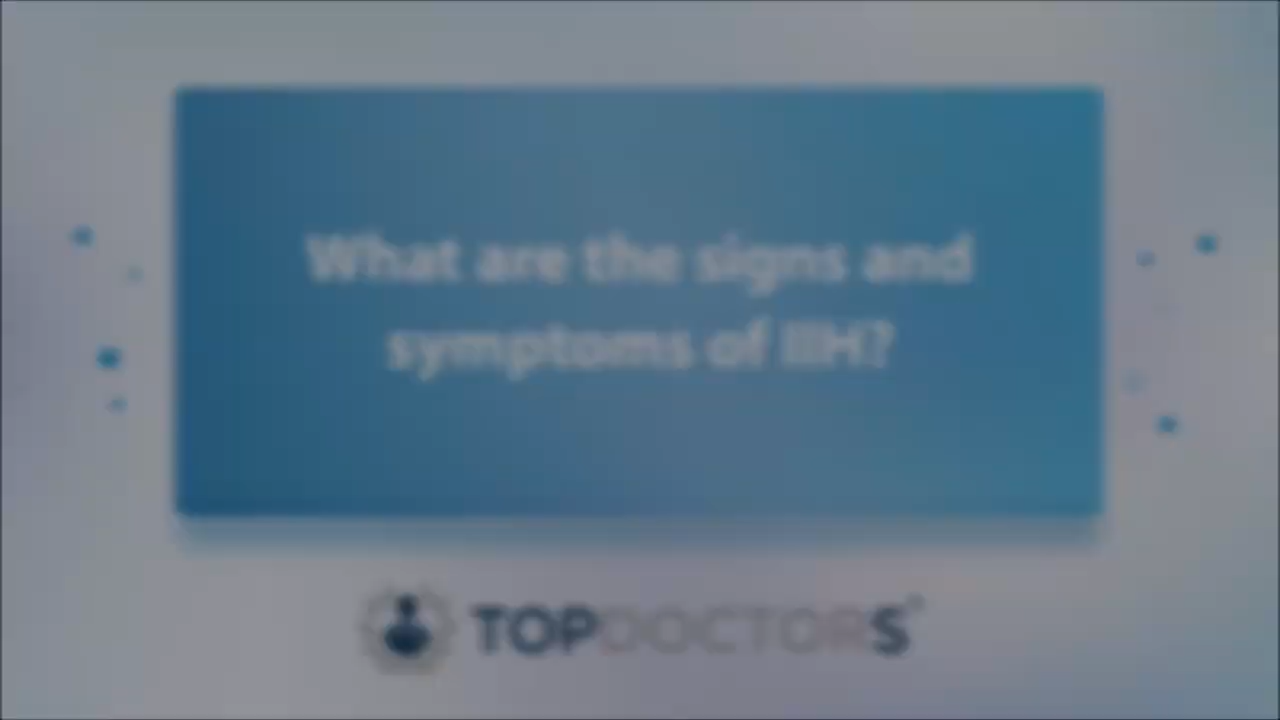 What are the signs and
symptoms of IIH?
TOPDOCTORS